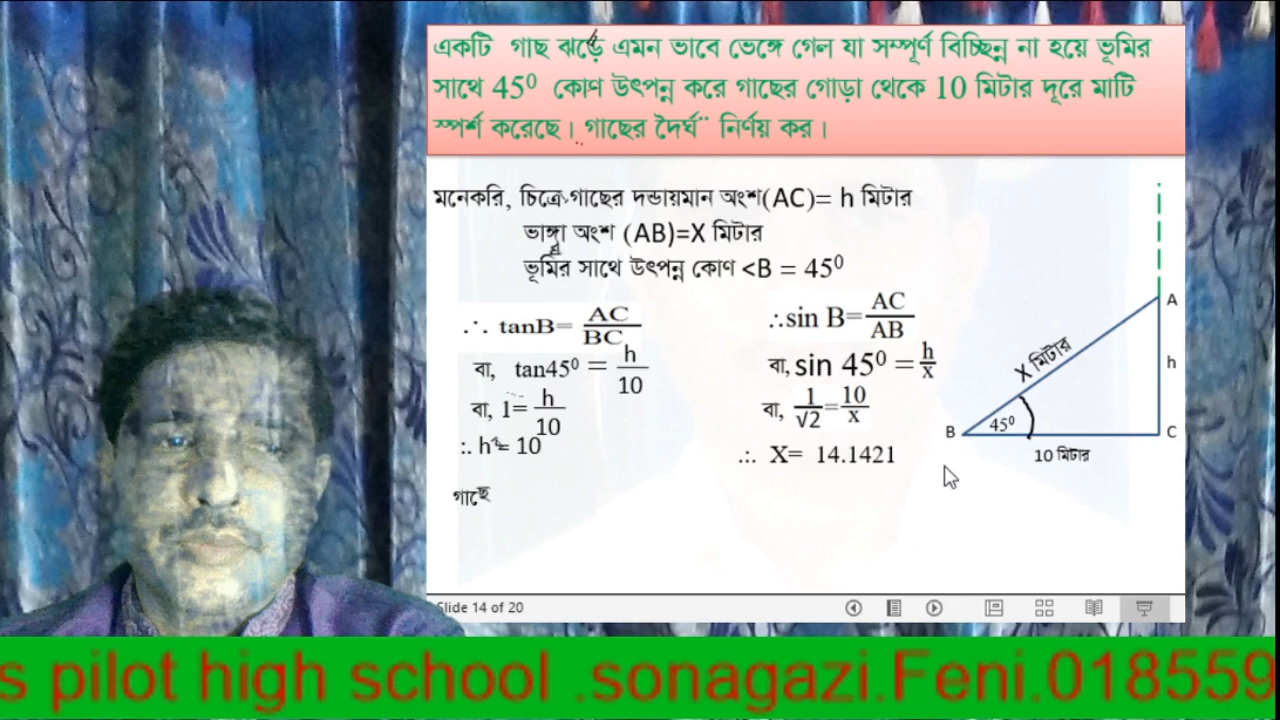 একটি গাছ ঝড়ে এমন ভাবে ভেঙ্গে গেল যা সম্পূর্ণ বিচ্ছিন্ন না হয়ে ভূমির
সাথে 45⁰ কোণ উৎপন্ন করে গাছের গোড়া থেকে 10 মিটার দূরে মাটি
স্পর্শ করেছে। গাছের দৈর্ঘ¨ নির্ণয় কর।
মনেকরি, চিত্রে গাছের দন্ডায়মান অংশ(AC)= h মিটার
ভাঙ্গা অংশ (AB)=X মিটার
ভূমির সাথে উৎপন্ন কোণ <B = 45⁰
∴ tanB= AC/BC
বা, tan45⁰ = h/10
বা, 1= h/10
∴ h = 10
গাছে
∴sin B= AC/AB
বা, sin 45⁰ = h/x
বা, 1/√2 = 10/x
∴ X= 14.1421
A
X মিটার
h
B
45⁰
C
10 মিটার
Slide 14 of 20
s pilot high school .sonagazi.Feni.018559